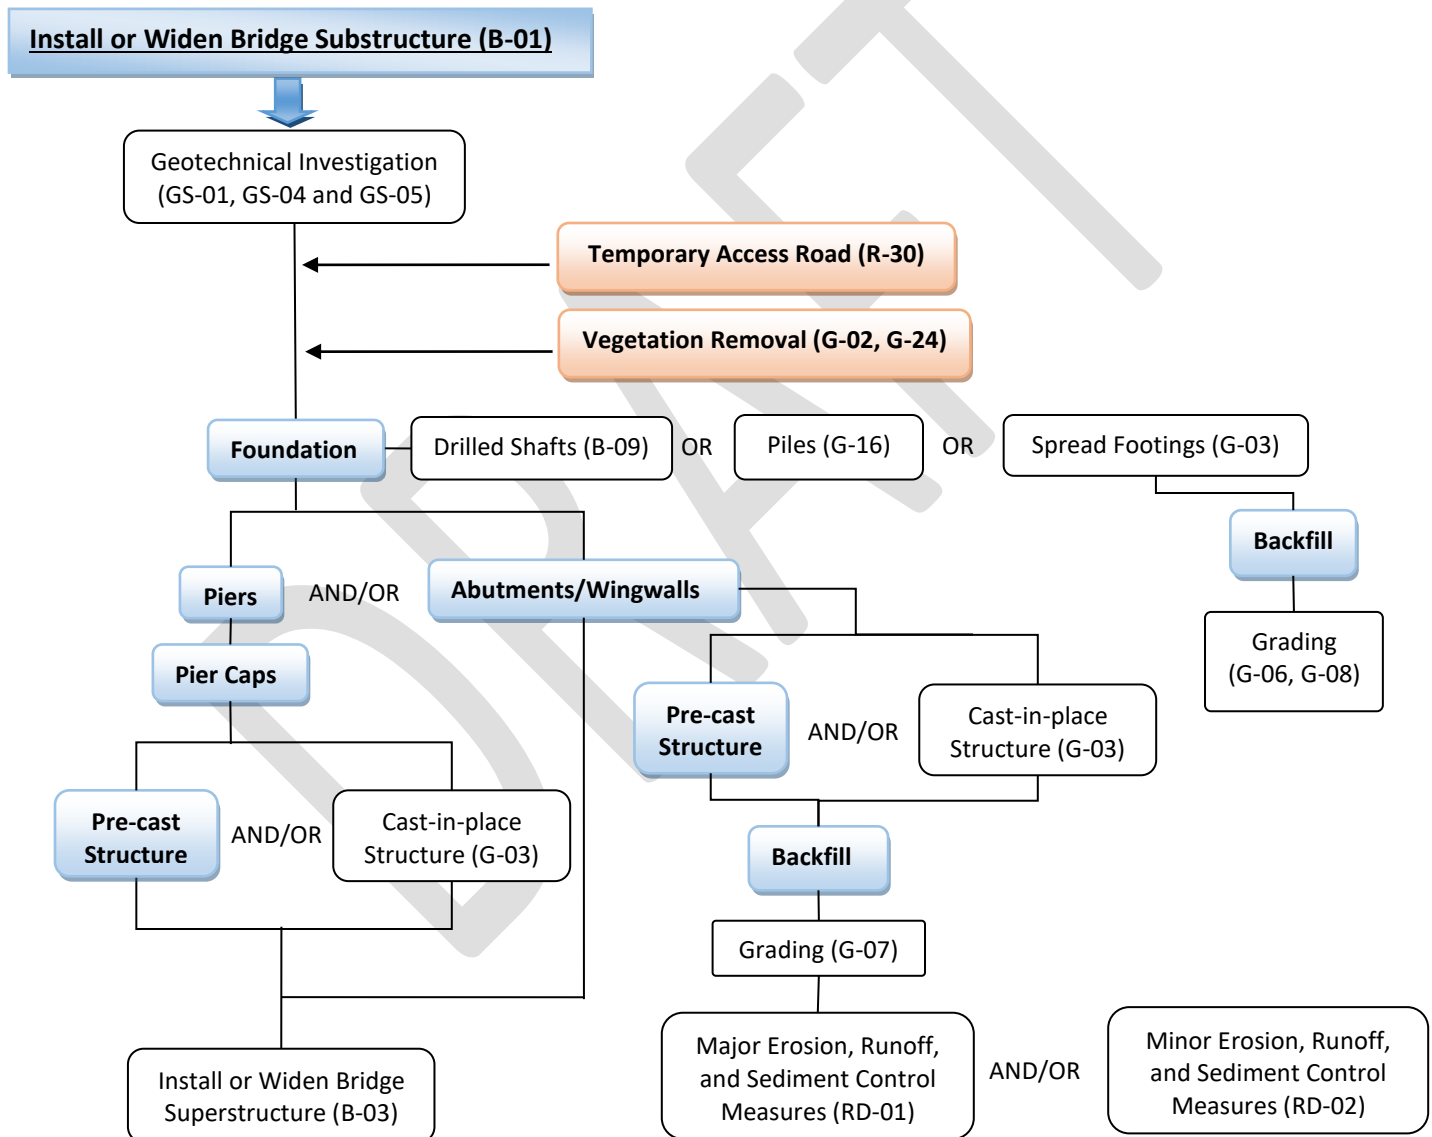 Install or Widen Bridge Substructure (B-01)
Geotechnical Investigation
(GS-01, GS-04 and GS-05)
Temporary Access Road (R-30)
Vegetation Removal (G-02, G-24)
Foundation
Drilled Shafts (B-09)
OR
Piles (G-16)
OR
Spread Footings (G-03)
Backfill
Grading
(G-06, G-08)
Piers
AND/OR
Abutments/Wingwalls
Pier Caps
Pre-cast
Structure
AND/OR
Cast-in-place
Structure (G-03)
Pre-cast
Structure
AND/OR
Cast-in-place
Structure (G-03)
Backfill
Grading (G-07)
Install or Widen Bridge
Superstructure (B-03)
Major Erosion, Runoff,
and Sediment Control
Measures (RD-01)
AND/OR
Minor Erosion, Runoff,
and Sediment Control
Measures (RD-02)
DRAFT